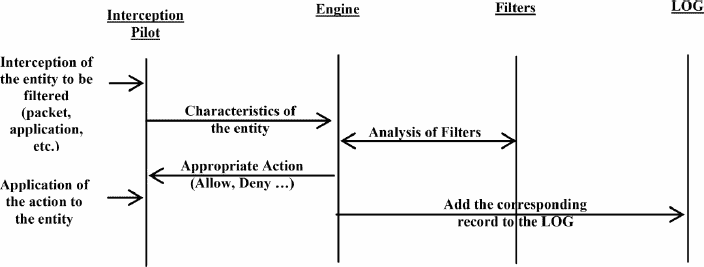 Interception
Pilot
Engine
Filters
LOG
Interception of
the entity to be
filtered
(packet,
application,
etc.)
Characteristics of
the entity
Analysis of Filters
Appropriate Action
(Allow, Deny …)
Application of
the action to
the entity
Add the corresponding
record to the LOG